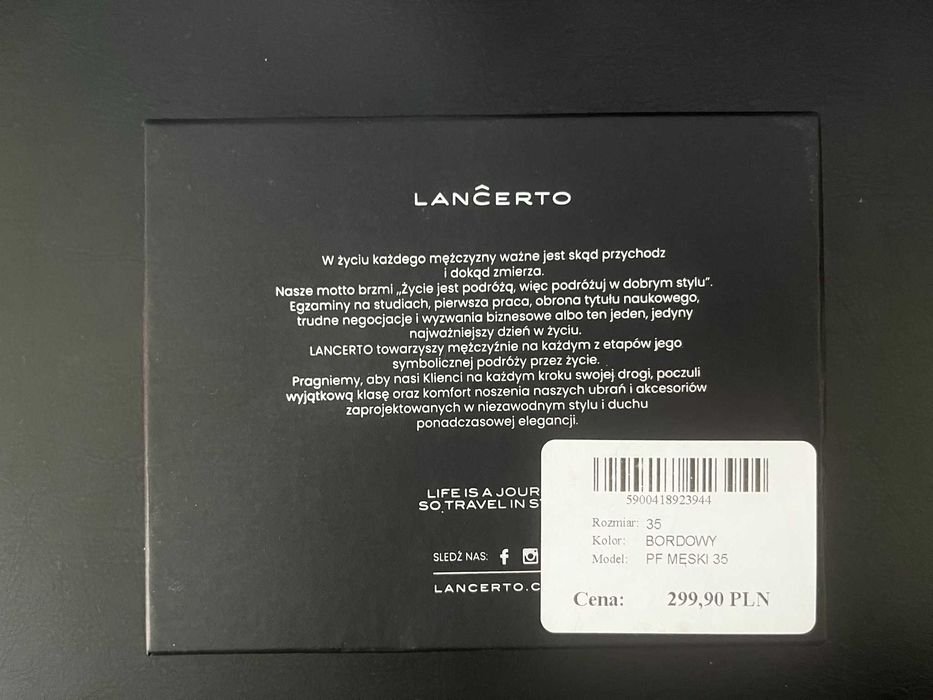 LANĈERTO
W życiu każdego mężczyzny ważne jest skąd przychodz
i dokąd zmierza.
Nasze motto brzmi „Życie jest podróżą, więc podróżuj w dobrym stylu”.
Egzaminy na studiach, pierwsza praca, obrona tytułu naukowego,
trudne negocjacje i wyzwania biznesowe albo ten jeden, jedyny
najważniejszy dzień w życiu.
LANCERTO towarzyszy mężczyźnie na każdym z etapów jego
symbolicznej podróży przez życie.
Pragniemy, aby nasi Klienci na każdym kroku swojej drogi, poczuli
wyjątkową klasę oraz komfort noszenia naszych ubrań i akcesoriów
zaprojektowanych w niezawodnym stylu i duchu
ponadczasowej elegancji.
LIFE IS A JOUR
SO TRAVEL IN ST
SLEDŹ NAS:
LANCERTO.C
5900418923944
Rozmiar: 35
Kolor: BORDOWY
Model: PF MĘSKI 35
Cena: 299,90 PLN